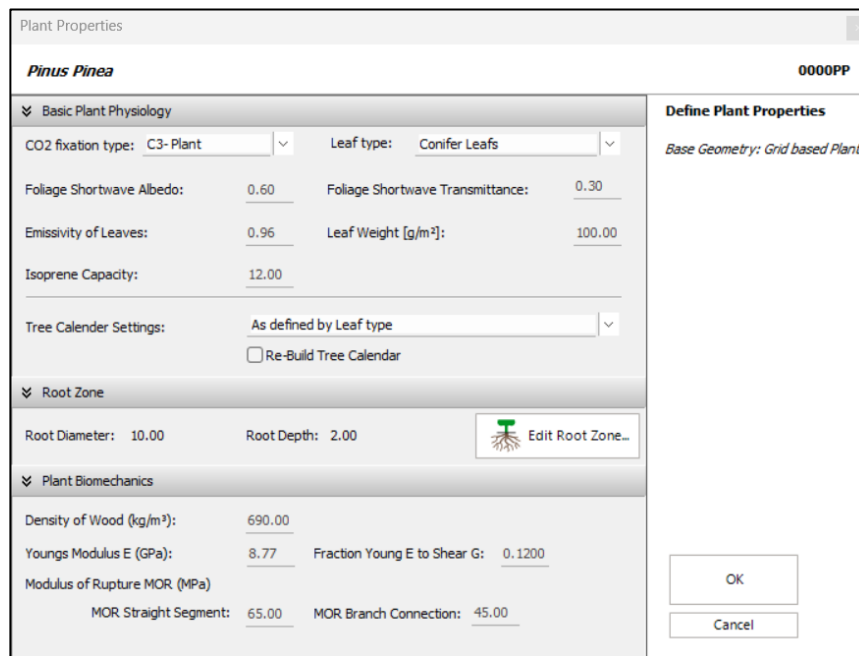 Plant Properties
Pinus Pinea 0000PP
Basic Plant Physiology
Define Plant Properties
CO2 fixation type: C3- Plant Leaf type: Conifer Leafs
Base Geometry: Grid based Plant
Foliage Shortwave Albedo: 0.60 Foliage Shortwave Transmittance: 0.30
Emissivity of Leaves: 0.96 Leaf Weight [g/m²]: 100.00
Isoprene Capacity: 12.00
Tree Calender Settings: As defined by Leaf type
Re-Build Tree Calendar
Root Zone
Root Diameter: 10.00 Root Depth: 2.00 Edit Root Zone...
Plant Biomechanics
Density of Wood (kg/m³): 690.00
Youngs Modulus E (GPa): 8.77 Fraction Young E to Shear G: 0.1200
Modulus of Rupture MOR (MPa)
MOR Straight Segment: 65.00 MOR Branch Connection: 45.00
OK
Cancel